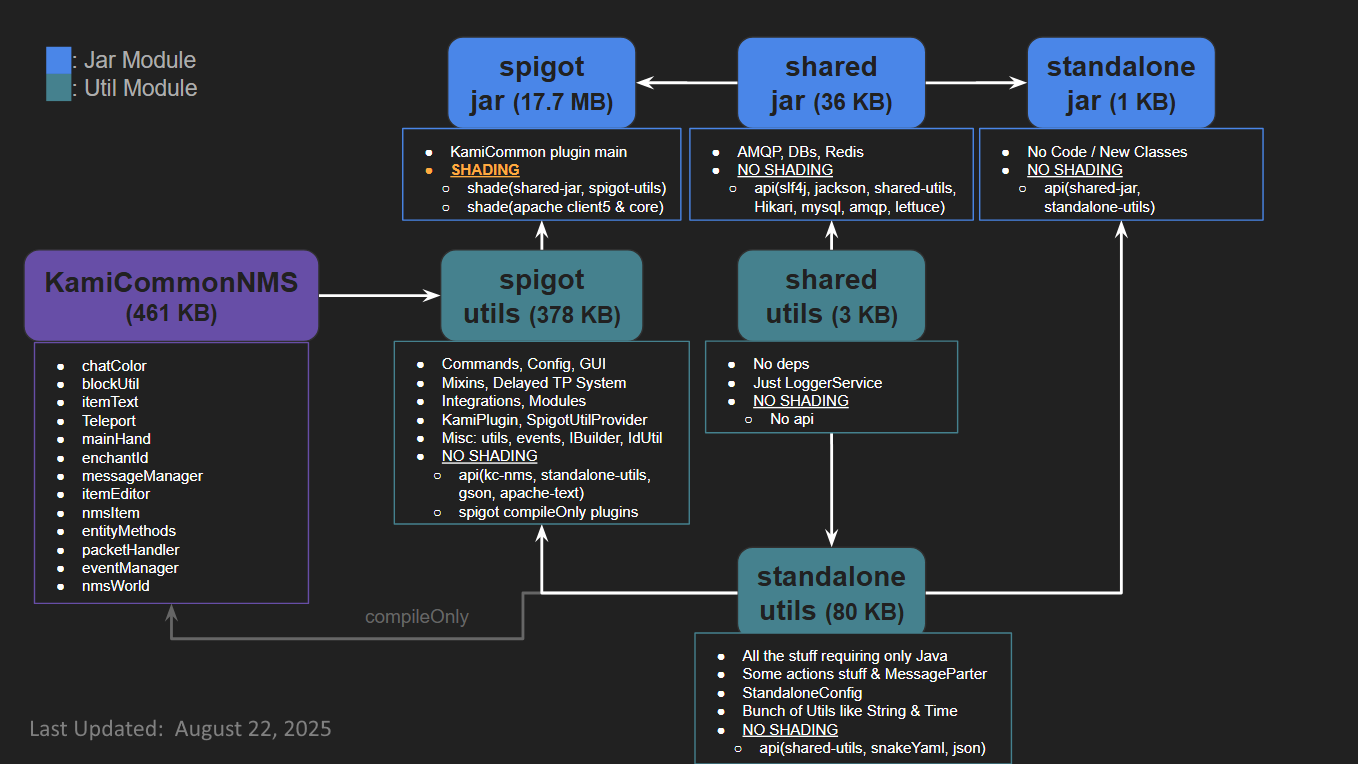 : Jar Module
: Util Module
spigot
jar (17.7 MB)
KamiCommon plugin main
SHADING
shade(shared-jar, spigot-utils)
shade(apache client5 & core)
shared
jar (36 KB)
AMQP, DBs, Redis
NO SHADING
api(slf4j, jackson, shared-utils,
Hikari, mysql, amqp, lettuce)
standalone
jar (1 KB)
No Code / New Classes
NO SHADING
api(shared-jar,
standalone-utils)
KamiCommonNMS
(461 KB)
chatColor
blockUtil
itemText
Teleport
mainHand
enchantId
messageManager
itemEditor
nmsItem
entityMethods
packetHandler
eventManager
nmsWorld
spigot
utils (378 KB)
Commands, Config, GUI
Mixins, Delayed TP System
Integrations, Modules
KamiPlugin, SpigotUtilProvider
Misc: utils, events, IBuilder, IdUtil
NO SHADING
api(kc-nms, standalone-utils,
gson, apache-text)
spigot compileOnly plugins
shared
utils (3 KB)
No deps
Just LoggerService
NO SHADING
No api
compileOnly
standalone
utils (80 KB)
All the stuff requiring only Java
Some actions stuff & MessageParter
StandaloneConfig
Bunch of Utils like String & Time
NO SHADING
api(shared-utils, snakeYaml, json)
Last Updated: August 22, 2025